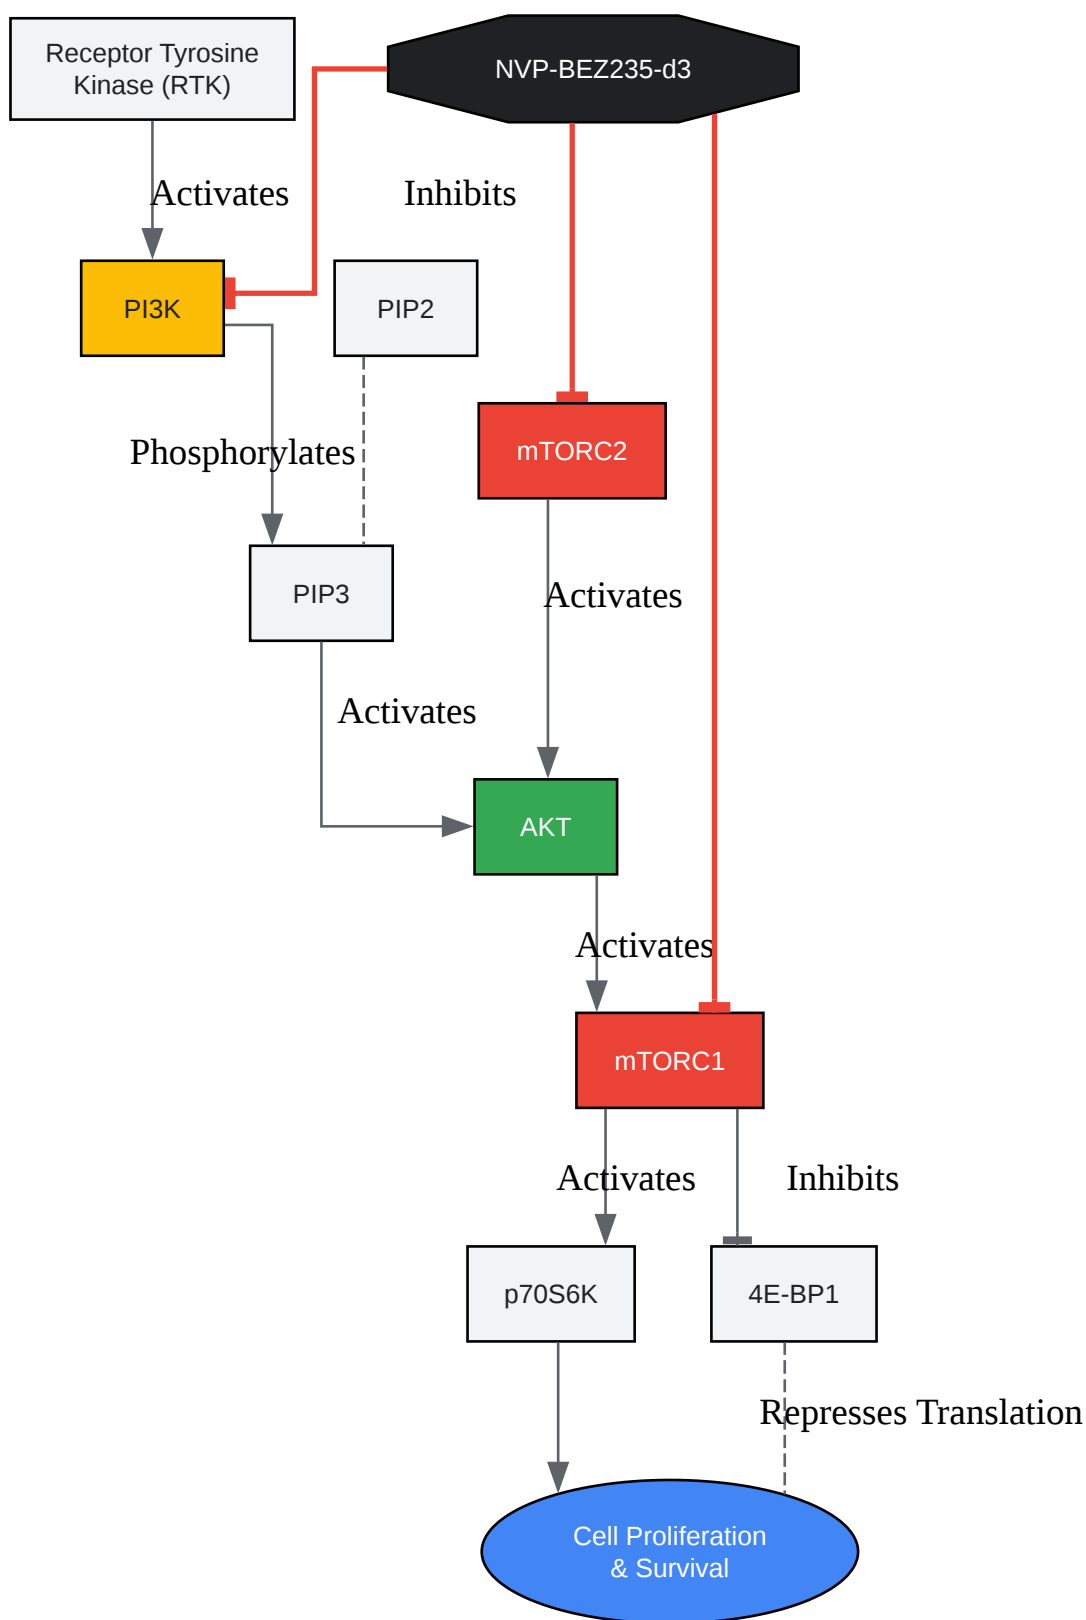 Receptor Tyrosine
Kinase (RTK)
NVP-BEZ235-d3
Activates
Inhibits
PI3K
PIP2
mTORC2
Phosphorylates
PIP3
Activates
Activates
AKT
Activates
mTORC1
Activates
Inhibits
p70S6K
4E-BP1
Represses Translation
Cell Proliferation
& Survival